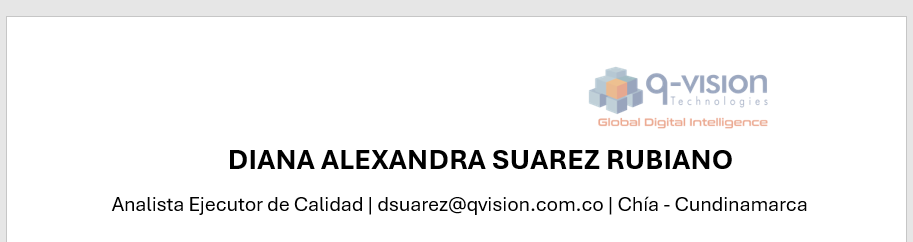 q-vision
Technologies
Global Digital Intelligence
DIANA ALEXANDRA SUAREZ RUBIANO
Analista Ejecutor de Calidad | dsuarez@qvision.com.co | Chía - Cundinamarca